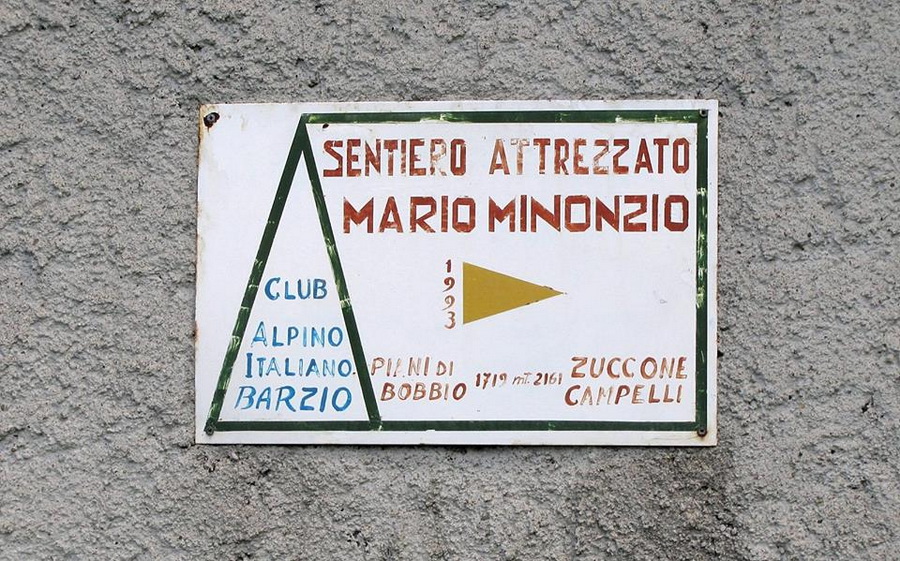 SENTIERO ATTREZZATO
MARIO MINONZIO
1993
CLUB
ALPINO
ITALIANO
BARZIO
PIANI DI
BOBBIO
1719 mt. 2161
ZUCCONE
CAMPELLI